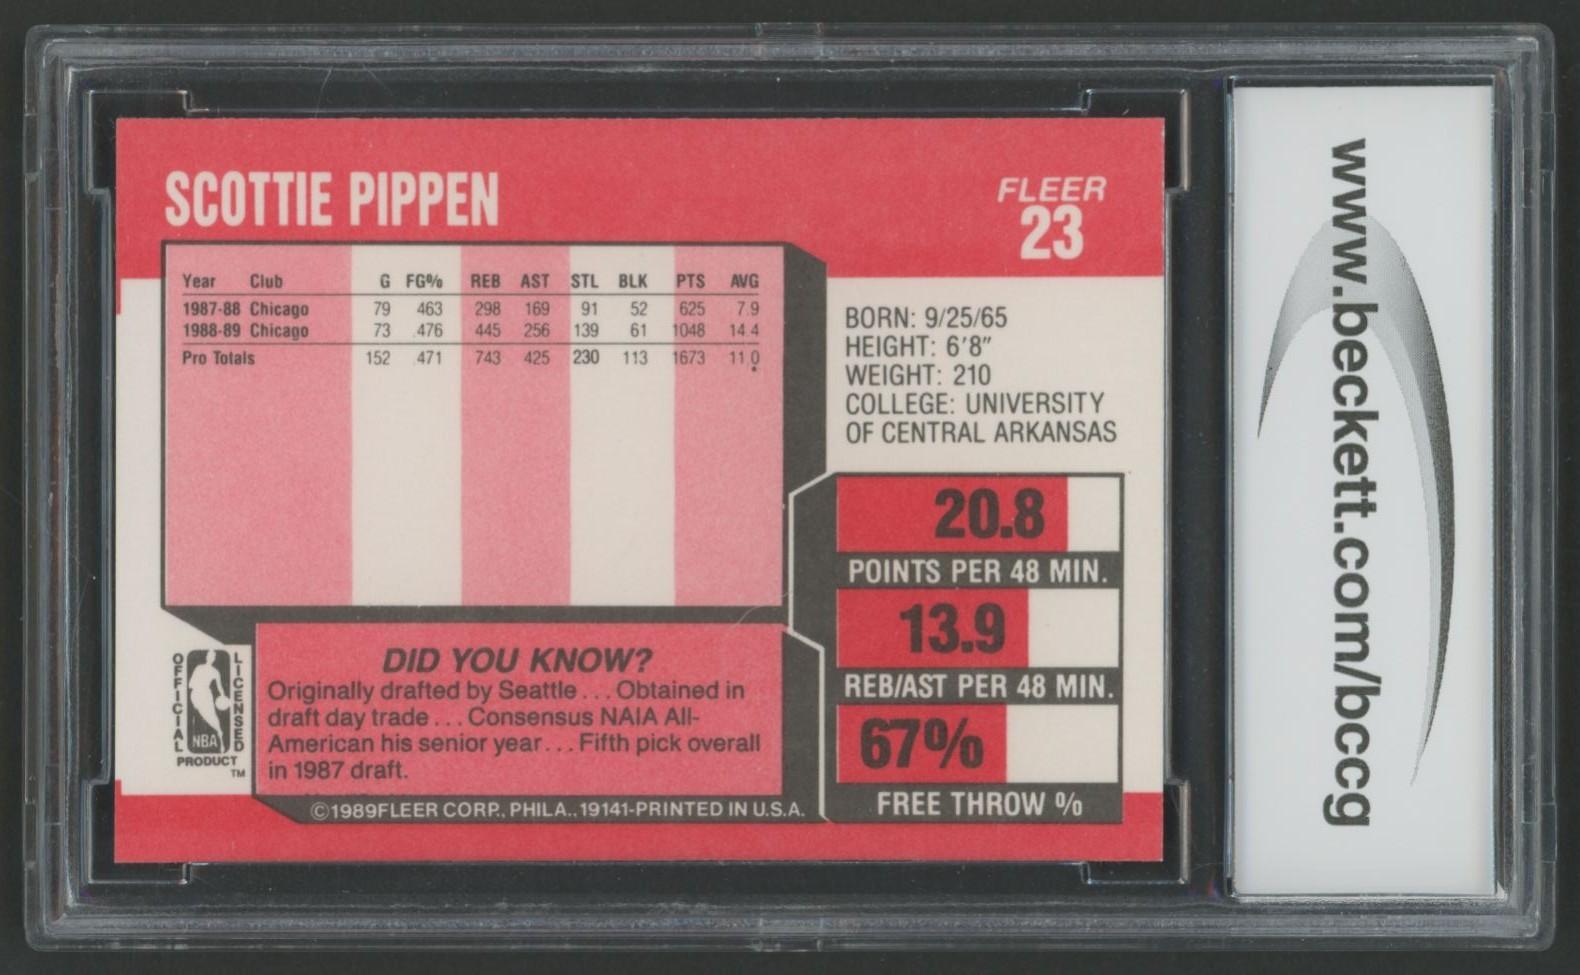 SCOTTIE PIPPEN
FLEER
23
Year Club G FG% REB AST STL BLK PTS AVG
1987-88 Chicago 79 .463 298 169 91 52 625 7.9
1988-89 Chicago 73 .476 445 256 139 61 1048 14.4
Pro Totals 152 .471 743 425 230 113 1673 11.0
BORN: 9/25/65
HEIGHT: 6'8"
WEIGHT: 210
COLLEGE: UNIVERSITY
OF CENTRAL ARKANSAS
20.8
POINTS PER 48 MIN.
13.9
REB/AST PER 48 MIN.
67%
FREE THROW %
OFFICIAL
LICENSED
NBA
PRODUCT
TM
DID YOU KNOW?
Originally drafted by Seattle... Obtained in
draft day trade... Consensus NAIA All-
American his senior year... Fifth pick overall
in 1987 draft.
©1989FLEER CORP., PHILA., 19141-PRINTED IN U.S.A.
www.beckett.com/bccg